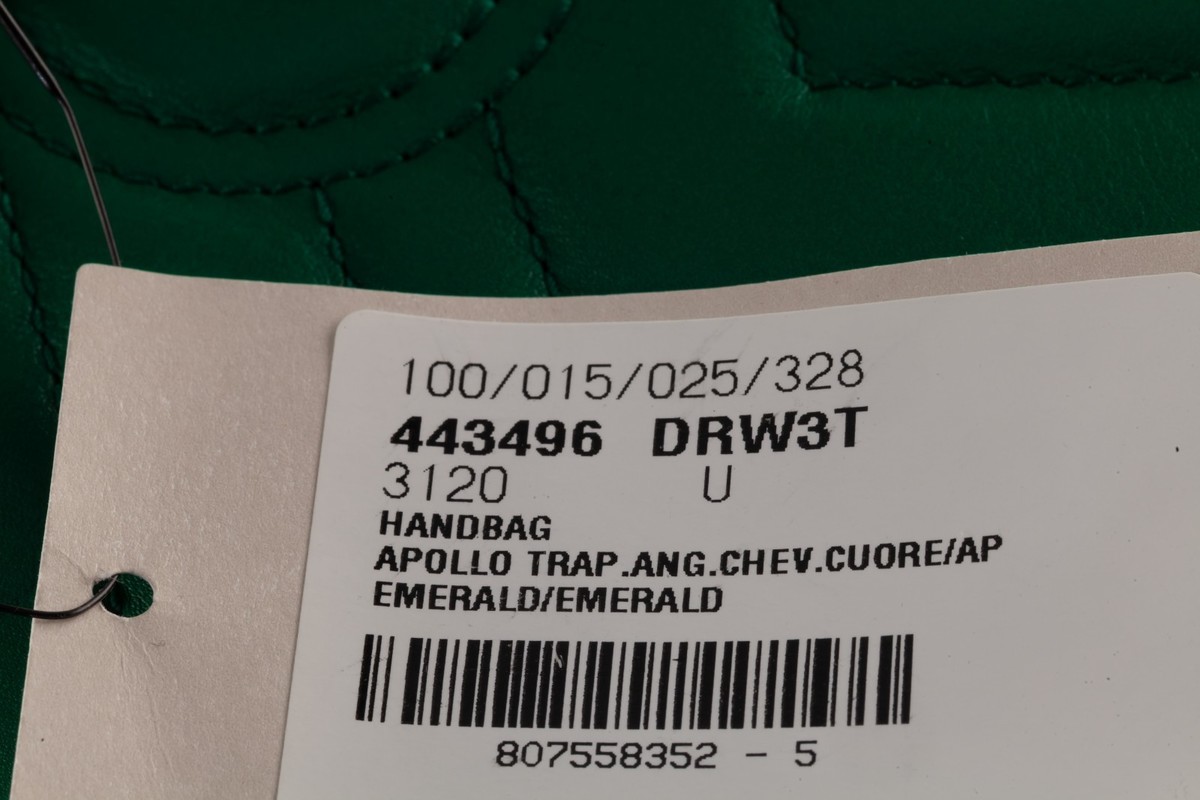 100/015/025/328
443496 DRW3T
3120 U
HANDBAG
APOLLO TRAP.ANG.CHEV.CUORE/AP
EMERALD/EMERALD
807558352 - 5